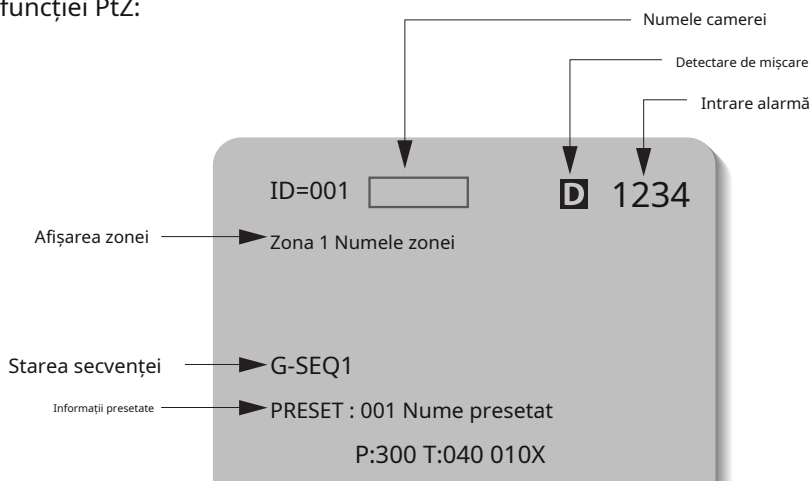 funcției PtZ:
Numele camerei
Detectare de mișcare
Intrare alarmă
ID=001 D 1234
Afișarea zonei
Zona 1 Numele zonei
Starea secvenței
G-SEQ1
Informații presetate
PRESET : 001 Nume presetat
P:300 T:040 010X